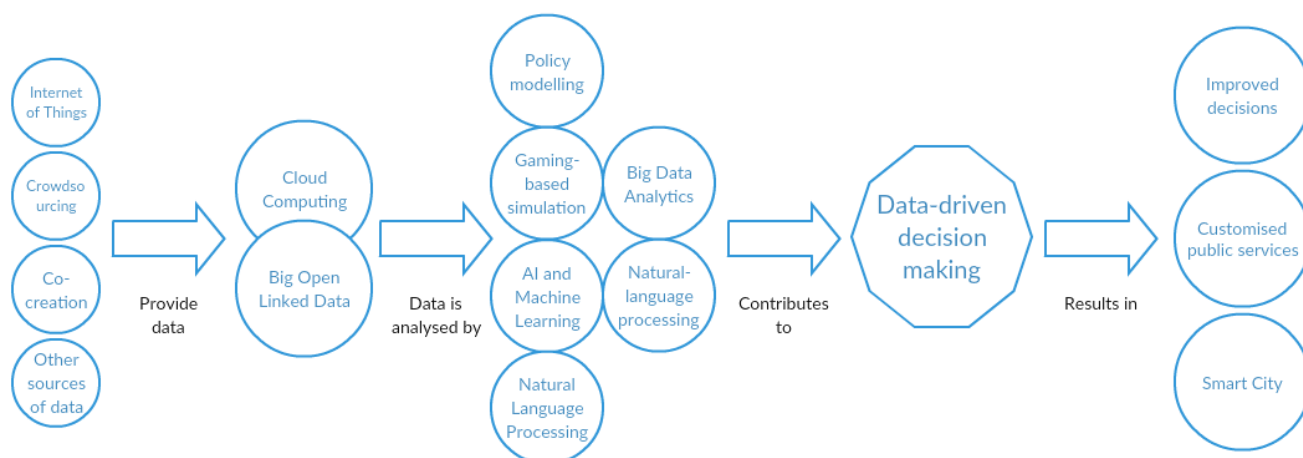 Internet
of Things
Crowdso
urcing
Co-
creation
Other
sources
of data
Provide
data
Cloud
Computing
Big Open
Linked Data
Data is
analysed by
Policy
modelling
Gaming-
based
simulation
Big Data
Analytics
AI and
Machine
Learning
Natural-
language
processing
Natural
Language
Processing
Contributes
to
Data-driven
decision
making
Results in
Improved
decisions
Customised
public services
Smart City